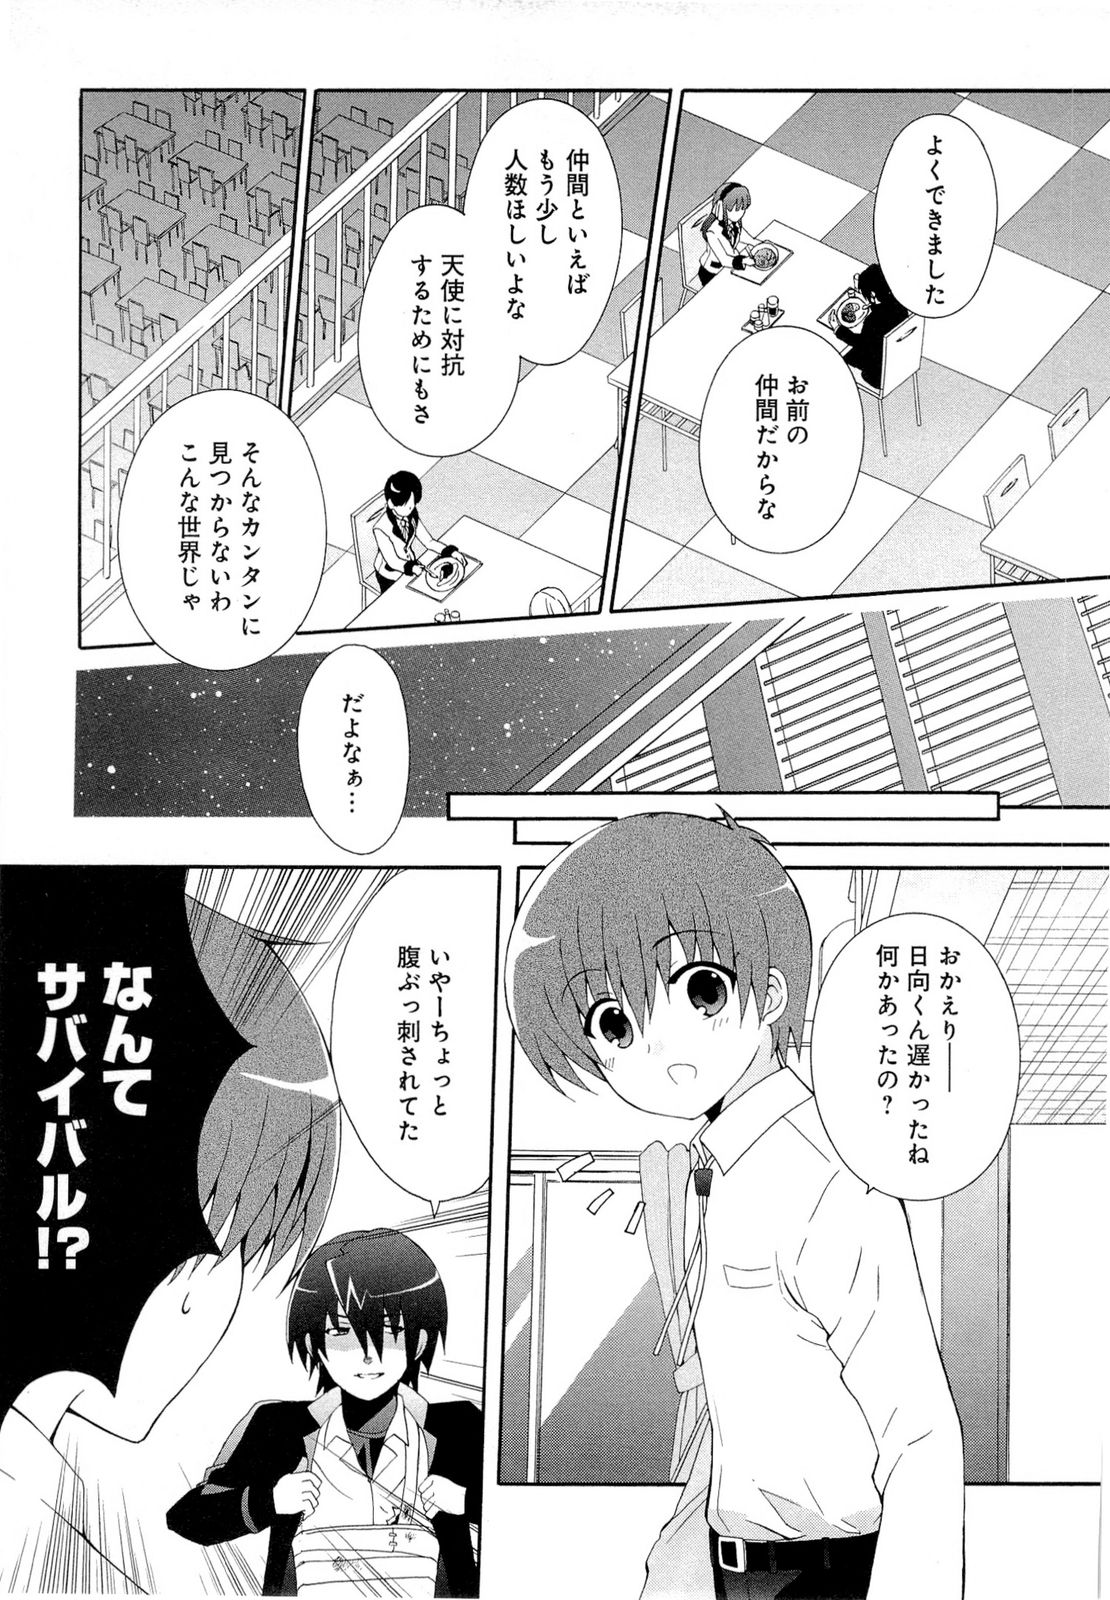 よくできました
お前の
仲間だからな
仲間といえば
もう少し
人数ほしいよな
天使に対抗
するためにもさ
そんなカンタンに
見つからないわ
こんな世界じゃ
だよなぁ…
おかえり――
日向くん遅かったね
何かあったの?
いやーちょっと
腹ぶっ刺されてた
なんて
サバイバル!?